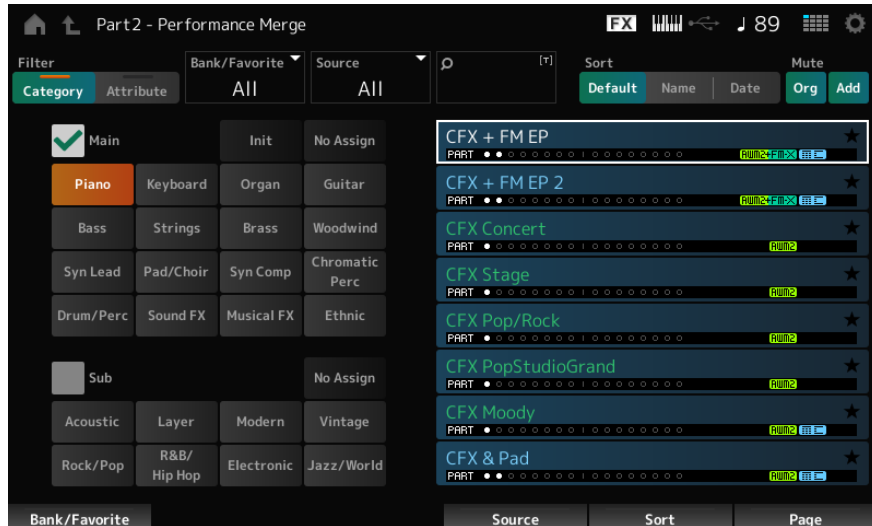 Part2 - Performance Merge
FX
♩ 89
Filter
Category
Attribute
Bank/Favorite
All
Source
All
[T]
Sort
Default
Name
Date
Mute
Org
Add
Main
Init
No Assign
Piano
Keyboard
Organ
Guitar
Bass
Strings
Brass
Woodwind
Syn Lead
Pad/Choir
Syn Comp
Chromatic
Perc
Drum/Perc
Sound FX
Musical FX
Ethnic
Sub
No Assign
Acoustic
Layer
Modern
Vintage
Rock/Pop
R&B/
Hip Hop
Electronic
Jazz/World
CFX + FM EP
PART
AWM2+FM-X
CFX + FM EP 2
PART
AWM2+FM-X
CFX Concert
PART
AWM2
CFX Stage
PART
AWM2
CFX Pop/Rock
PART
AWM2
CFX PopStudioGrand
PART
AWM2
CFX Moody
PART
AWM2
CFX & Pad
PART
AWM2
Bank/Favorite
Source
Sort
Page